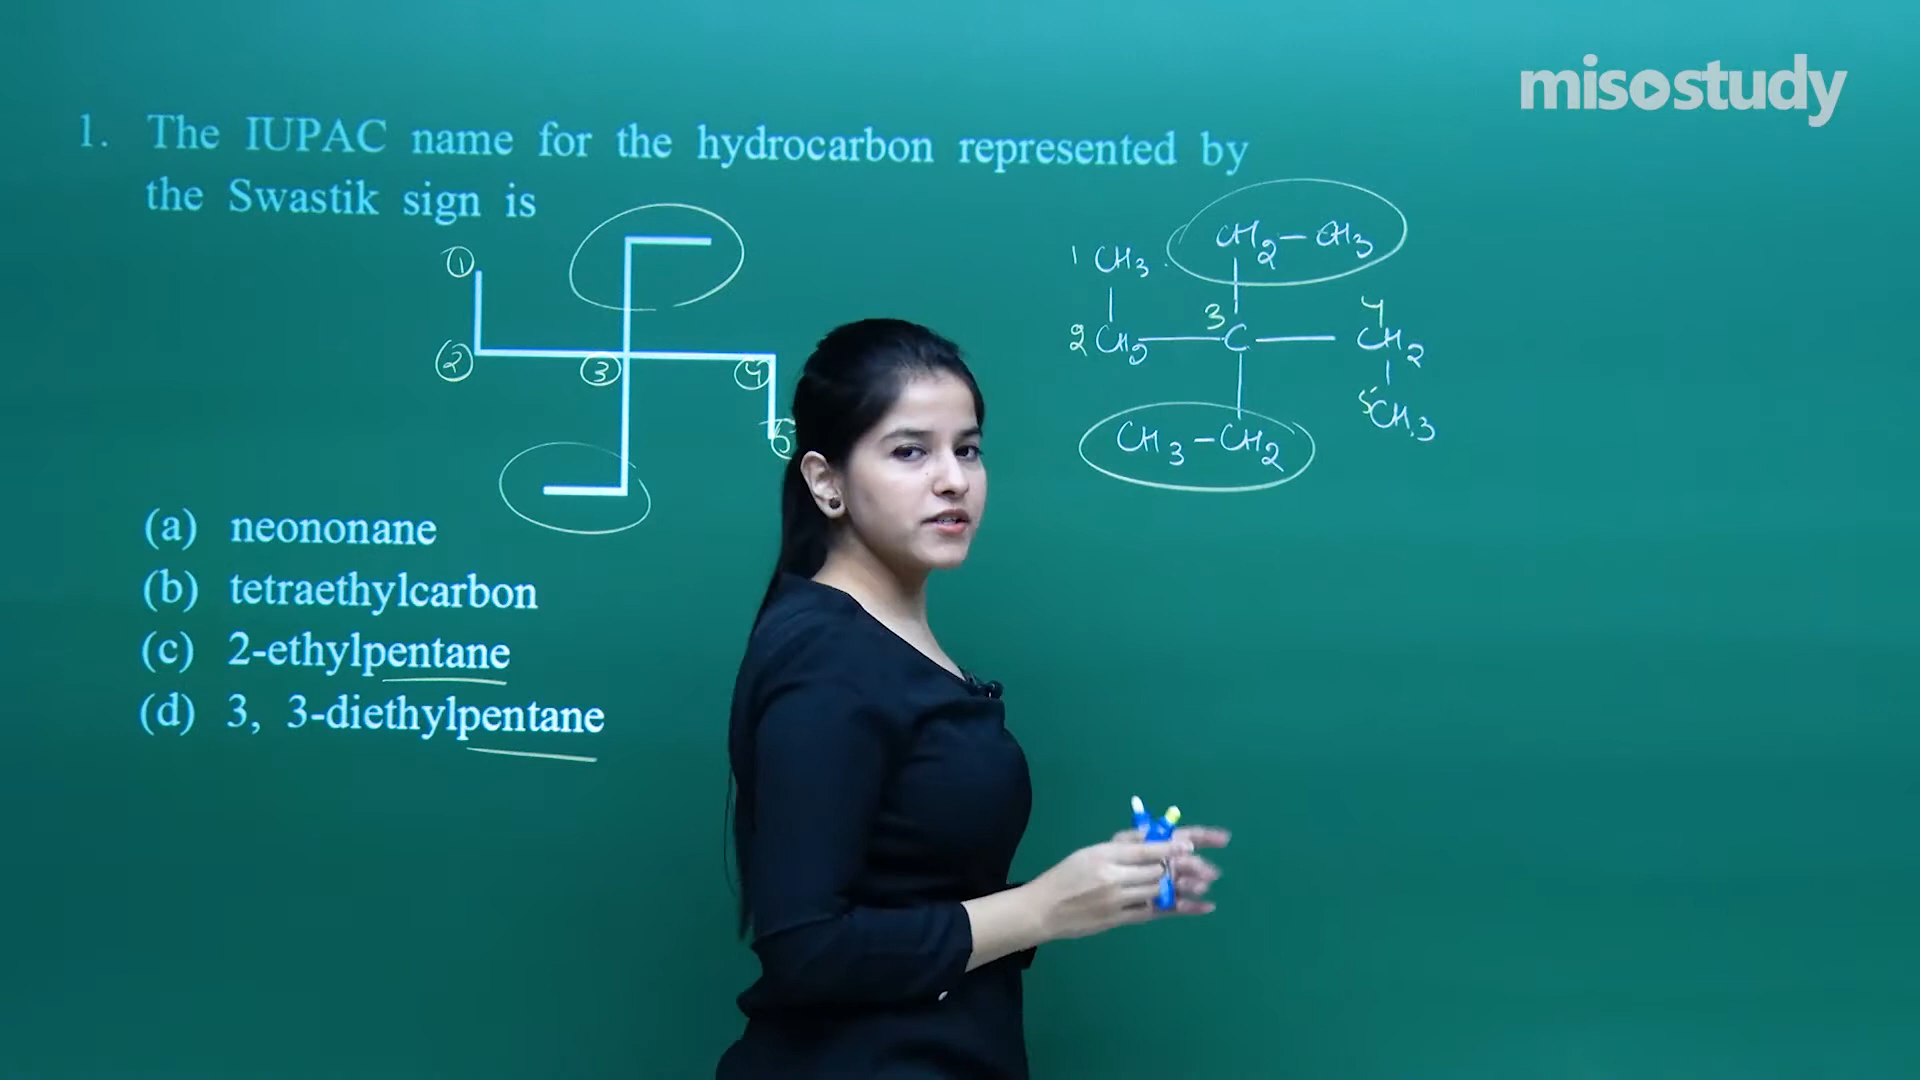 misostudy
1. The IUPAC name for the hydrocarbon represented by
the Swastik sign is
1
2
3
4
5
1 CH3
CH2-CH3
2 CH2
3 C
4 CH2
5 CH3
CH3-CH2
(a) neononane
(b) tetraethylcarbon
(c) 2-ethylpentane
(d) 3, 3-diethylpentane